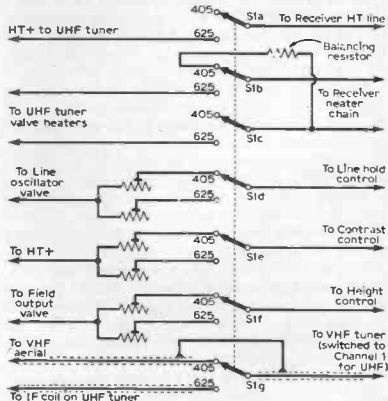 405
S1a
To Receiver HT line
HT+ to UHF tuner
625
Balancing
resistor
405
S1b
To Receiver
neater
chain
625
405
S1c
To UHF tuner
valve heaters
625
To Line
oscillator
valve
405
625
S1d
To Line hold
control
To HT+
405
625
S1e
To Contrast
control
To Field
output
valve
405
625
S1f
To Height
control
To VHF
aerial
405
S1g
To VHF tuner
(switched to
Channel 1
for UHF)
625
To IF coil on UHF tuner